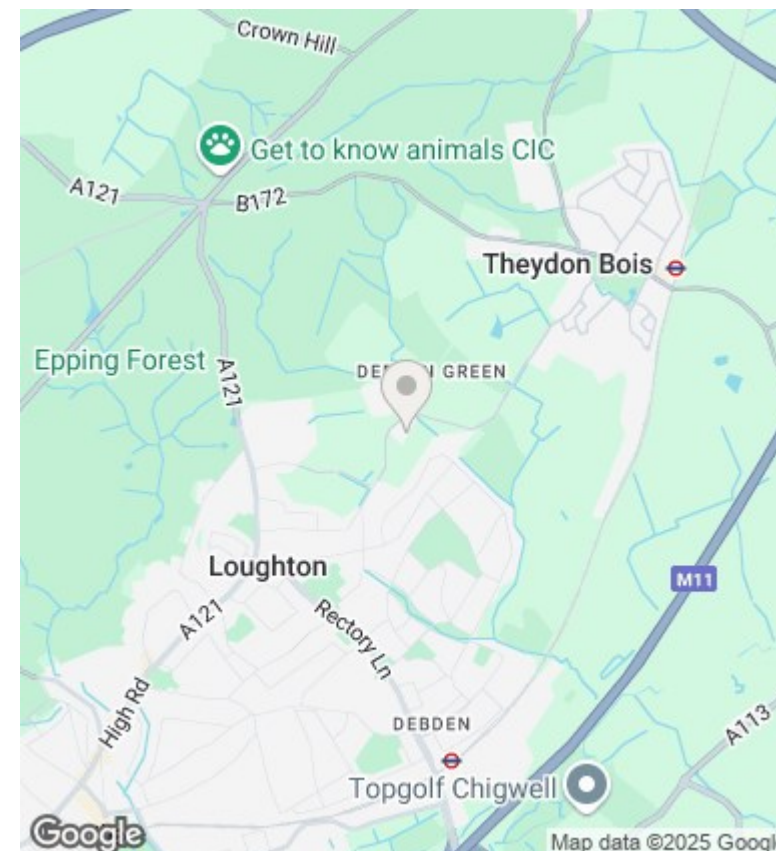 Crown Hill
Get to know animals CIC
A121
B172
Theydon Bois
Epping Forest
A121
GREEN
Loughton
M11
A121
Rectory Ln
High Rd
DEBDEN
A113
Topgolf Chigwell
Google
Map data ©2025 Googl